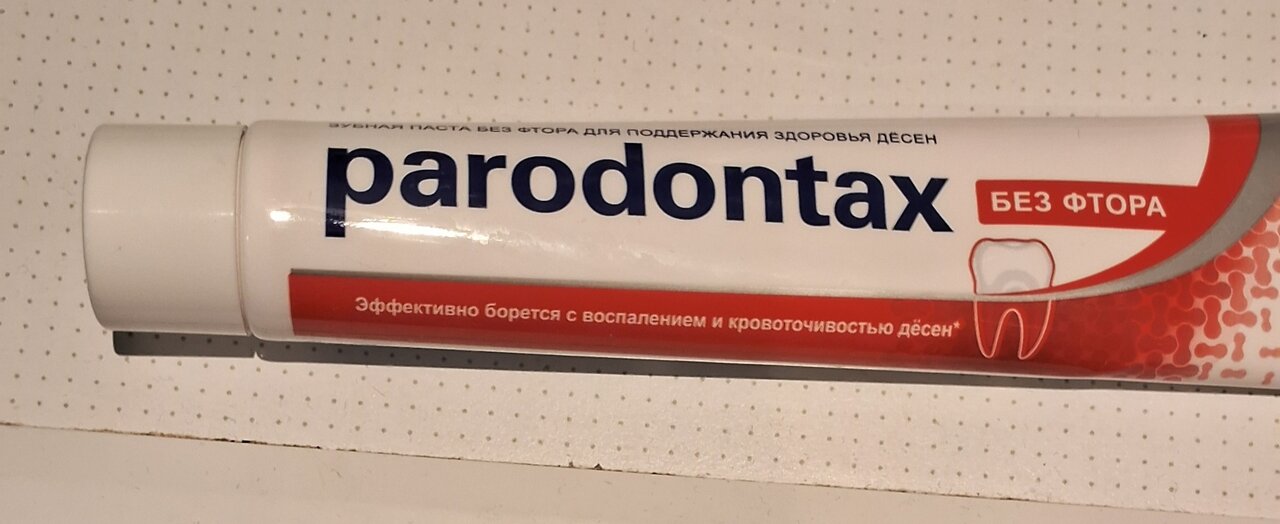 ЗУБНАЯ ПАСТА БЕЗ ФТОРА ДЛЯ ПОДДЕРЖАНИЯ ЗДОРОВЬЯ ДЁСЕН
parodontax
БЕЗ ФТОРА
Эффективно борется с воспалением и кровоточивостью дёсен*